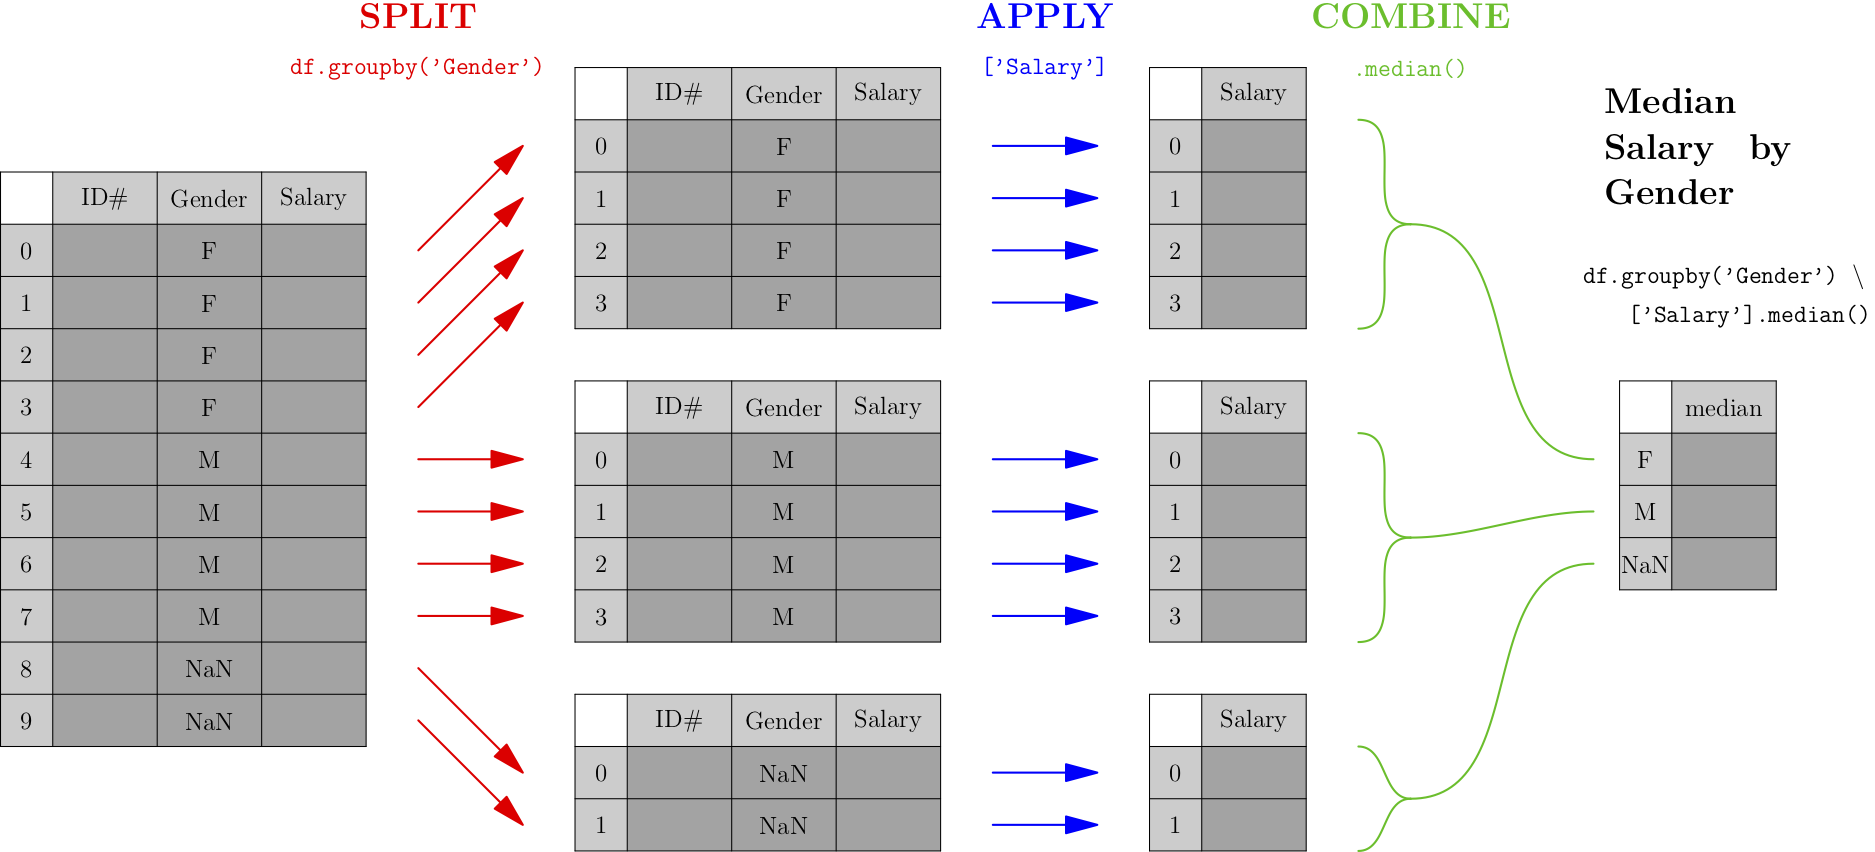 SPLIT APPLY COMBINE
df.groupby('Gender') ['Salary'] .median()
Median
Salary by
Gender
df.groupby('Gender') \
['Salary'].median()
ID# Gender Salary
0 F
1 F
2 F
3 F
4 M
5 M
6 M
7 M
8 NaN
9 NaN
ID# Gender Salary
0 F
1 F
2 F
3 F
ID# Gender Salary
0 M
1 M
2 M
3 M
ID# Gender Salary
0 NaN
1 NaN
Salary
0
1
2
3
Salary
0
1
2
3
Salary
0
1
median
F
M
NaN